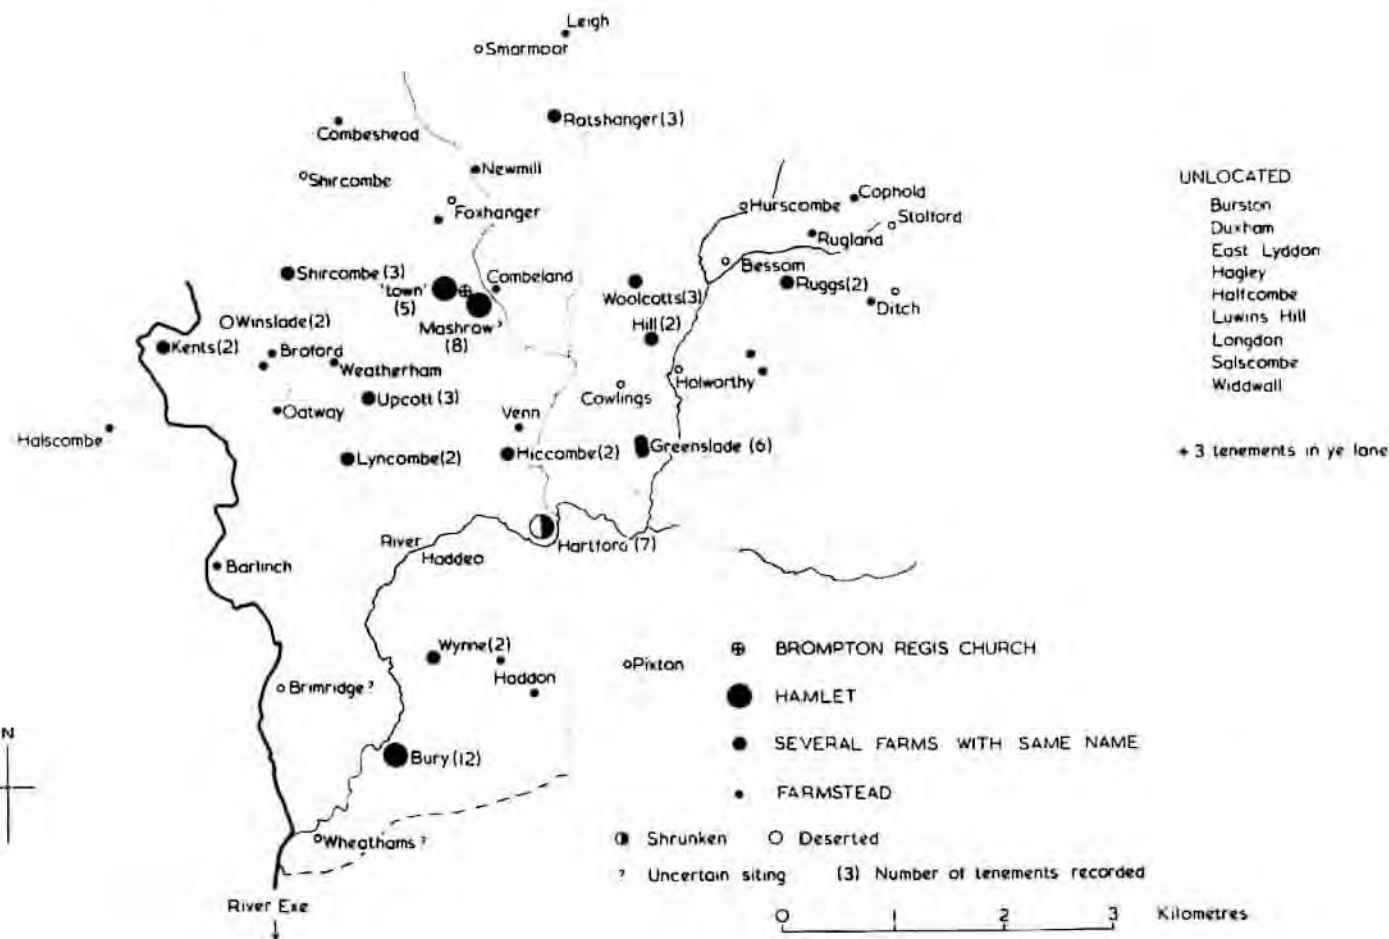 Leigh
Smarmoor
Ratshanger (3)
Combeshead
Newmill
Shircombe
Foxhanger
Hurscombe
Cophold
Stolford
Rugland
Bessom
Shircombe (3)
'town'
(5)
Combeland
Mashrow?
(8)
Woolcotts(3)
Ruggs(2)
Ditch
Hill (2)
Winslade(2)
Kents(2)
Broford
Weatherham
Holworthy
Cowlings
Upcott (3)
Oatway
Venn
Halscombe
Lyncombe(2)
Hiccombe(2)
Greenslade (6)
Hartford (7)
River
Haddeo
Barlinch
Wynne(2)
Haddon
Pixton
Brimridge?
Bury(12)
Wheathams?
River Exe
N
UNLOCATED
Burston
Duxham
East Lyddon
Hagley
Halfcombe
Luwins Hill
Longdon
Salscombe
Widdwall
+ 3 tenements in ye lane
BROMPTON REGIS CHURCH
HAMLET
SEVERAL FARMS WITH SAME NAME
FARMSTEAD
Shrunken Deserted
? Uncertain siting (3) Number of tenements recorded
0 1 2 3 Kilometres